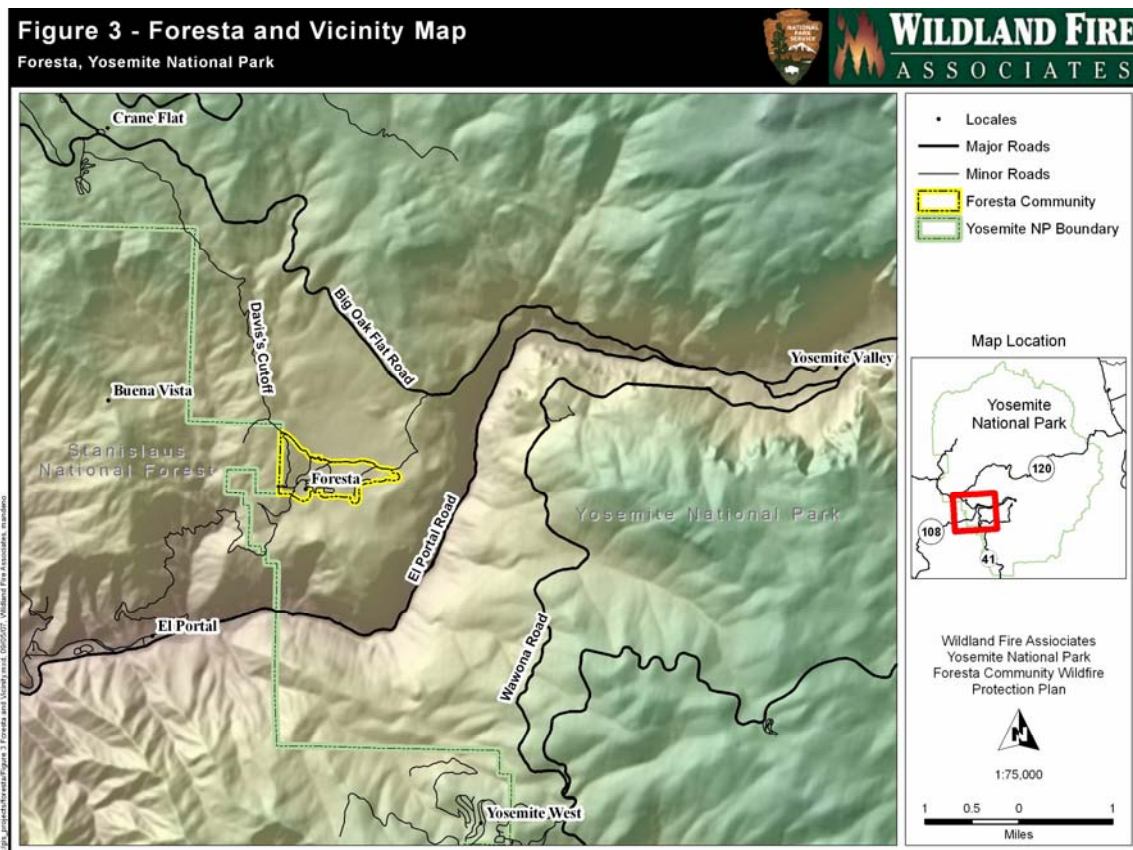 Figure 3 - Foresta and Vicinity Map
Foresta, Yosemite National Park
NATIONAL
PARK
SERVICE
WILDLAND FIRE
ASSOCIATES
Crane Flat
Big Oak Flat Road
Davis's Cutoff
Yosemite Valley
Buena Vista
Stanislaus
National Forest
Foresta
El Portal Road
Yosemite National Park
El Portal
Wawona Road
Yosemite West
Locales
Major Roads
Minor Roads
Foresta Community
Yosemite NP Boundary
Map Location
Yosemite
National Park
120
108
41
Wildland Fire Assiociates
Yosemite National Park
Foresta Community Wildfire
Protection Plan
N
1:75,000
1 0.5 0 1
Miles